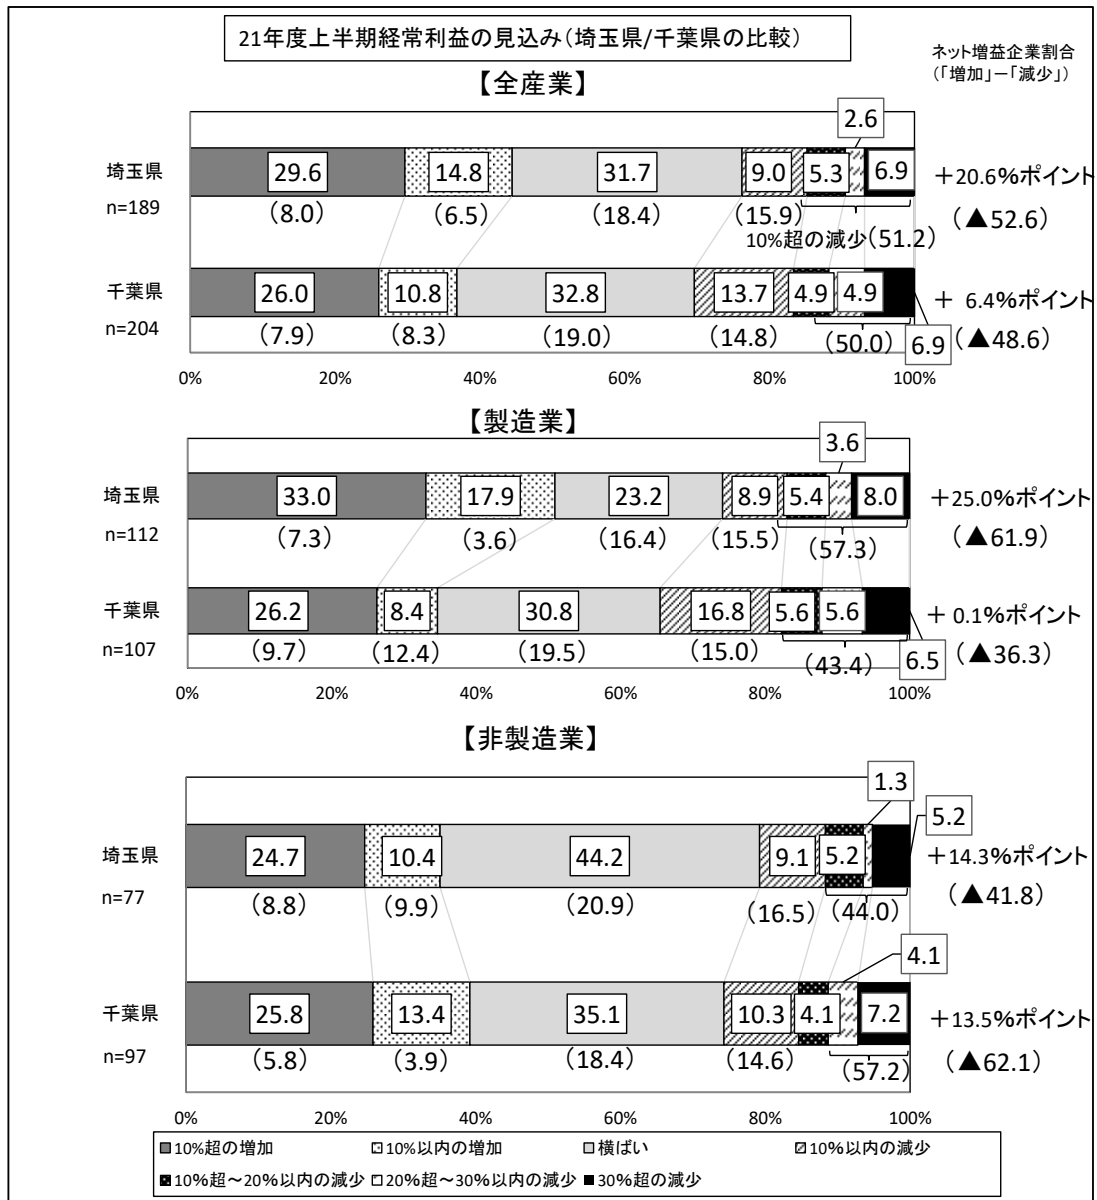 21年度上半期経常利益の見込み（埼玉県/千葉県の比較）
ネット増益企業割合
（「増加」－「減少」）
【全産業】
2.6
埼玉県 29.6 14.8 31.7 9.0 5.3 6.9 ＋20.6%ポイント
n=189 （8.0） （6.5） （18.4） （15.9） （▲52.6）
10%超の減少（51.2）
千葉県 26.0 10.8 32.8 13.7 4.9 4.9 ＋ 6.4%ポイント
n=204 （7.9） （8.3） （19.0） （14.8） （50.0） 6.9 （▲48.6）
0% 20% 40% 60% 80% 100%
【製造業】
3.6
埼玉県 33.0 17.9 23.2 8.9 5.4 8.0 ＋25.0%ポイント
n=112 （7.3） （3.6） （16.4） （15.5） （57.3） （▲61.9）
千葉県 26.2 8.4 30.8 16.8 5.6 5.6 ＋ 0.1%ポイント
n=107 （9.7） （12.4） （19.5） （15.0） （43.4） 6.5 （▲36.3）
0% 20% 40% 60% 80% 100%
【非製造業】
1.3
5.2
埼玉県 24.7 10.4 44.2 9.1 5.2 ＋14.3%ポイント
n=77 （8.8） （9.9） （20.9） （16.5） （44.0） （▲41.8）
4.1
千葉県 25.8 13.4 35.1 10.3 4.1 7.2 ＋13.5%ポイント
n=97 （5.8） （3.9） （18.4） （14.6） （57.2） （▲62.1）
0% 20% 40% 60% 80% 100%
10%超の増加 10%以内の増加 横ばい 10%以内の減少
10%超～20%以内の減少 20%超～30%以内の減少 30%超の減少